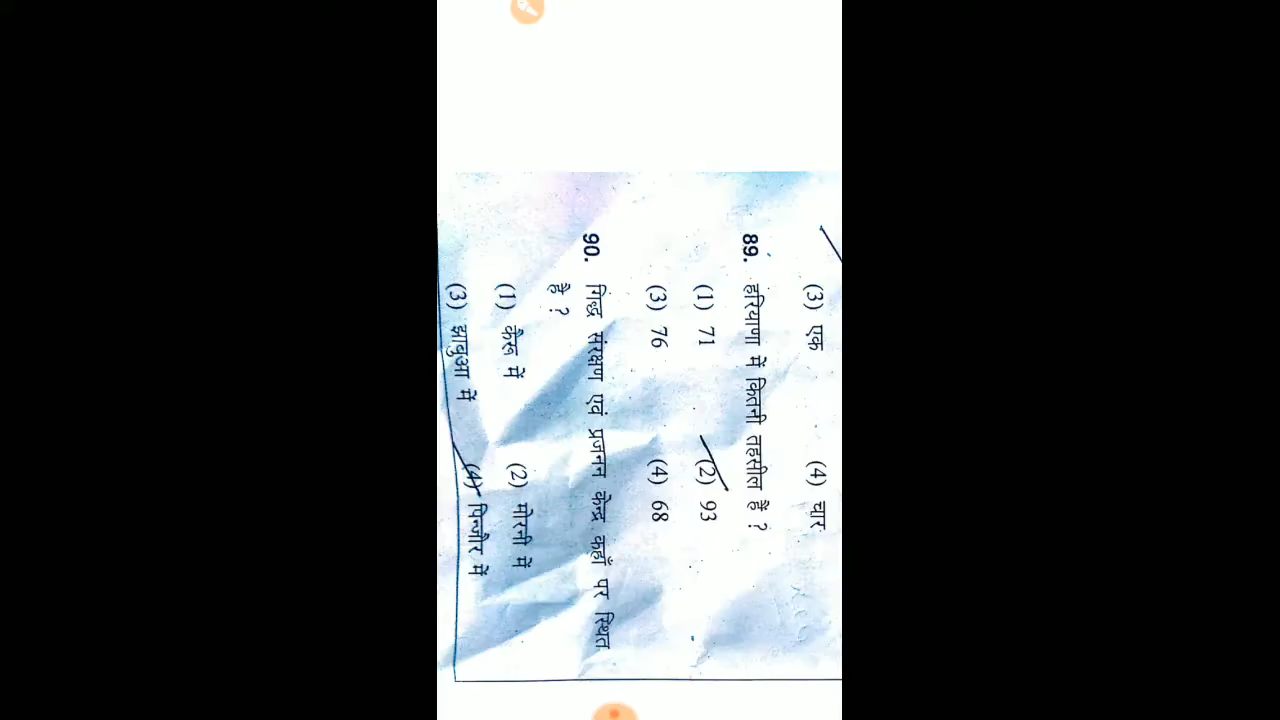 (3) एक (4) चार
89. हरियाणा में कितनी तहसील है ?
(1) 71 (2) 93
(3) 76 (4) 68
90. गिद्ध संरक्षण एवं प्रजनन केन्द्र कहाँ पर स्थित
है ?
(1) कैरू में (2) मोरनी में
(3) झाबुआ में (4) पिन्जौर में